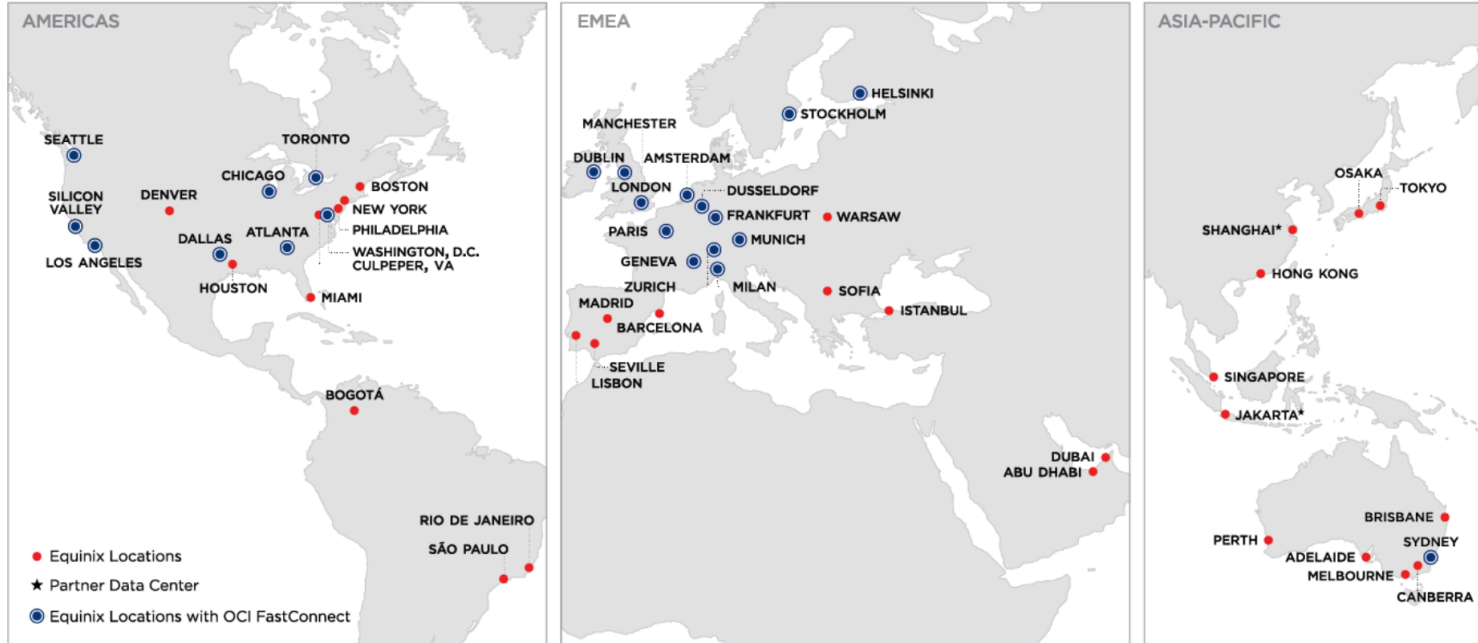 AMERICAS
SEATTLE
TORONTO
CHICAGO
BOSTON
DENVER
SILICON
VALLEY
NEW YORK
PHILADELPHIA
DALLAS
ATLANTA
WASHINGTON, D.C.
CULPEPER, VA
LOS ANGELES
HOUSTON
MIAMI
BOGOTÁ
RIO DE JANEIRO
SÃO PAULO
Equinix Locations
★ Partner Data Center
Equinix Locations with OCI FastConnect
EMEA
HELSINKI
STOCKHOLM
MANCHESTER
DUBLIN
AMSTERDAM
LONDON
DUSSELDORF
FRANKFURT
WARSAW
PARIS
MUNICH
GENEVA
ZURICH
MILAN
SOFIA
MADRID
ISTANBUL
BARCELONA
SEVILLE
LISBON
DUBAI
ABU DHABI
ASIA-PACIFIC
OSAKA
TOKYO
SHANGHAI★
HONG KONG
SINGAPORE
JAKARTA★
BRISBANE
PERTH
SYDNEY
ADELAIDE
MELBOURNE
CANBERRA